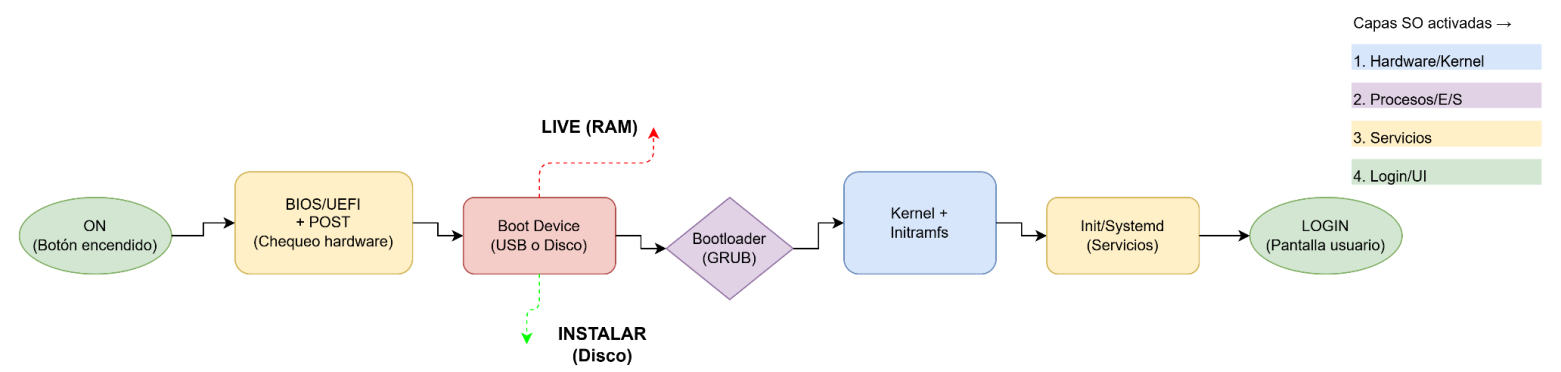 Capas SO activadas →
1. Hardware/Kernel
2. Procesos/E/S
3. Servicios
4. Login/UI
LIVE (RAM)
ON
(Botón encendido)
BIOS/UEFI
+ POST
(Chequeo hardware)
Boot Device
(USB o Disco)
Bootloader
(GRUB)
Kernel +
Initramfs
Init/Systemd
(Servicios)
LOGIN
(Pantalla usuario)
INSTALAR
(Disco)